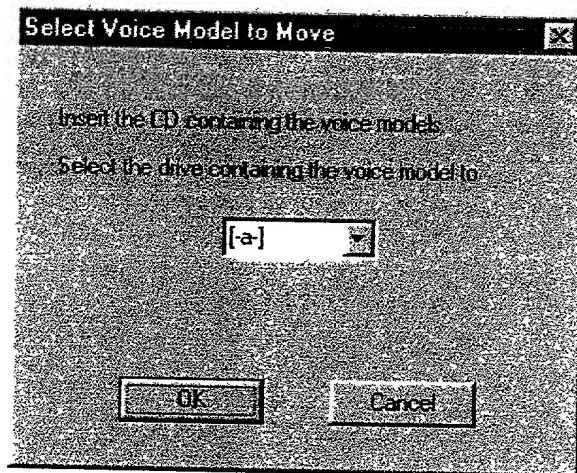 Select Voice Model to Move
Insert the CD containing the voice models
Select the drive containing the voice model to
[-a-]
OK
Cancel